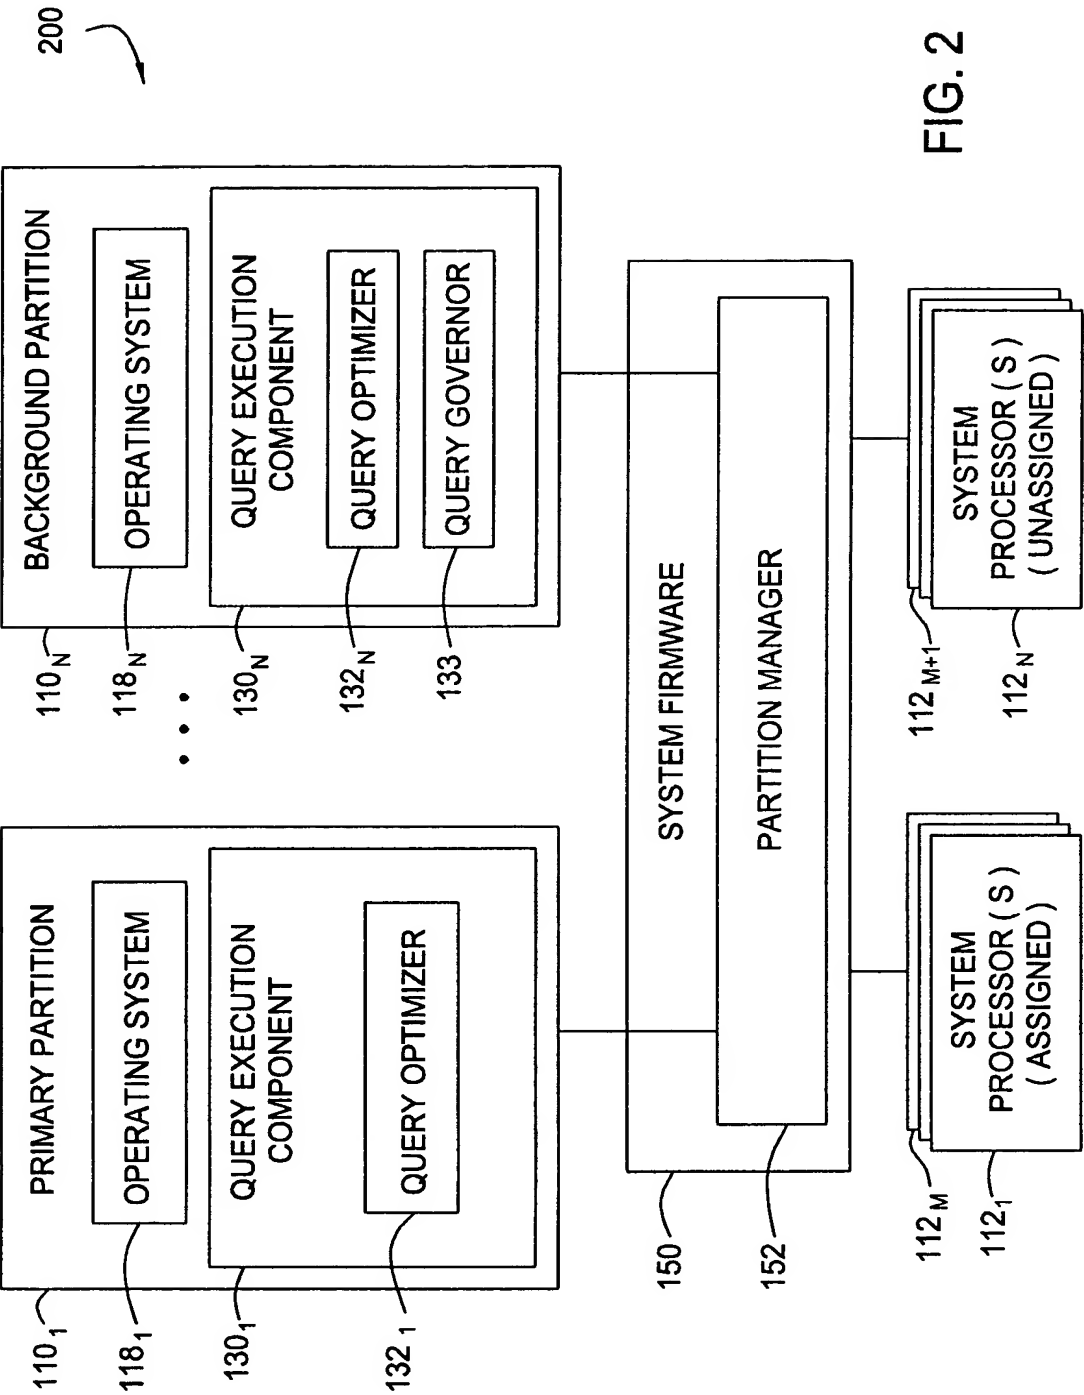 200
PRIMARY PARTITION
OPERATING SYSTEM
QUERY EXECUTION
COMPONENT
QUERY OPTIMIZER
110₁
118₁
130₁
132₁
• • •
BACKGROUND PARTITION
OPERATING SYSTEM
QUERY EXECUTION
COMPONENT
QUERY OPTIMIZER
QUERY GOVERNOR
110N
118N
130N
132N
133
SYSTEM FIRMWARE
PARTITION MANAGER
150
152
SYSTEM
PROCESSOR ( S )
( ASSIGNED )
112M
112₁
SYSTEM
PROCESSOR ( S )
( UNASSIGNED )
112M+1
112N
FIG. 2